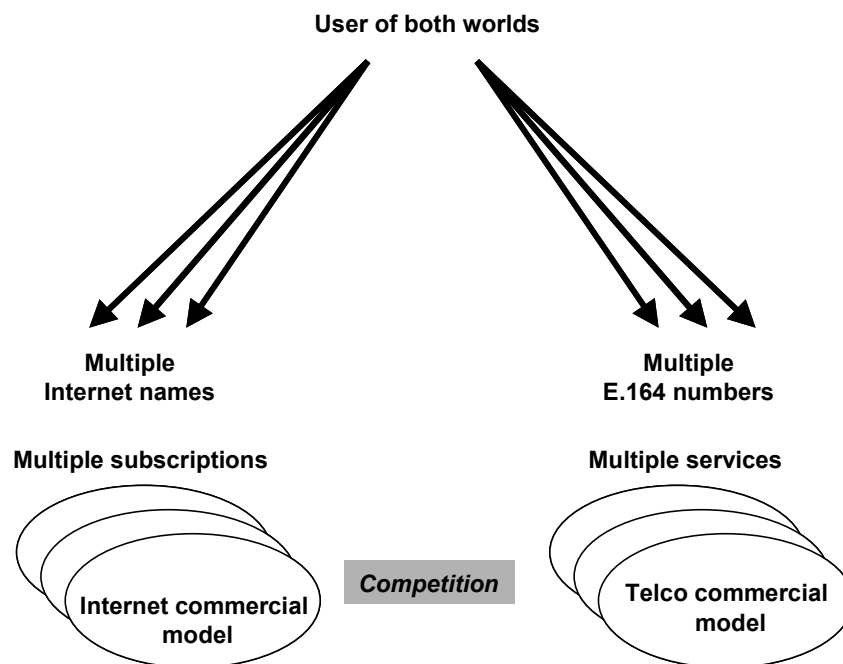 User of both worlds
Multiple
Internet names
Multiple
E.164 numbers
Multiple subscriptions
Multiple services
Internet commercial
model
Competition
Telco commercial
model